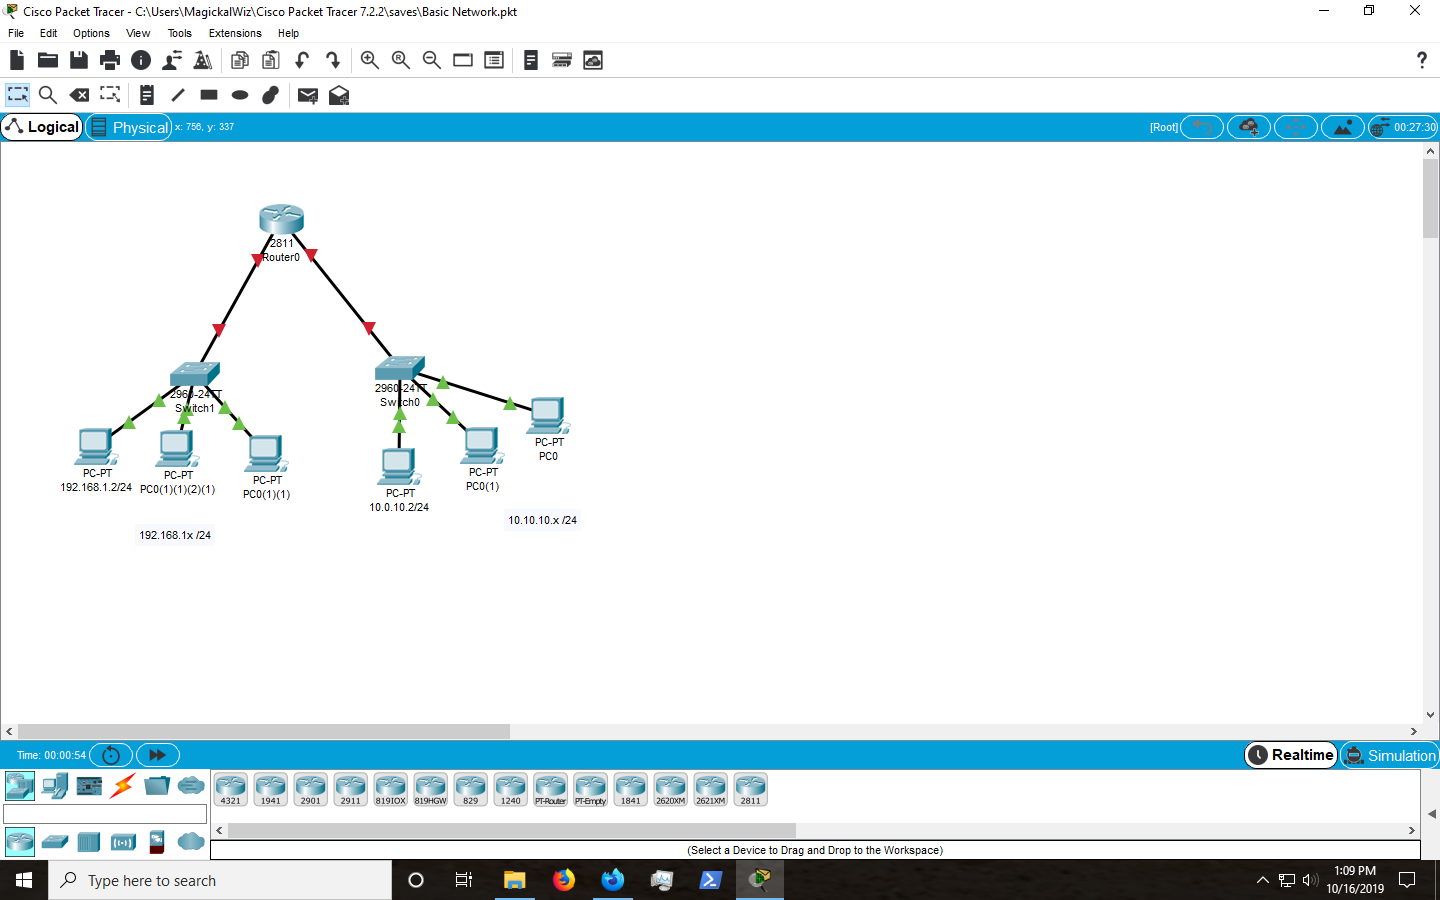 Cisco Packet Tracer - C:\Users\MagickalWiz\Cisco Packet Tracer 7.2.2\saves\Basic Network.pkt
File Edit Options View Tools Extensions Help
?
Logical Physical x: 756, y: 337 [Root] 00:27:30
2811
Router0
2960-24TT
Switch1
2960-24TT
Switch0
PC-PT
PC0
PC-PT
PC0(1)
PC-PT
192.168.1.2/24
PC-PT
PC0(1)(1)(2)(1)
PC-PT
PC0(1)(1)
PC-PT
10.0.10.2/24
10.10.10.x /24
192.168.1x /24
Time: 00:00:54 Realtime Simulation
4321 1941 2901 2911 819IOX 819HGW 829 1240 PT-Router PT-Empty 1841 2620XM 2621XM 2811
(Select a Device to Drag and Drop to the Workspace)
Type here to search
1:09 PM
10/16/2019